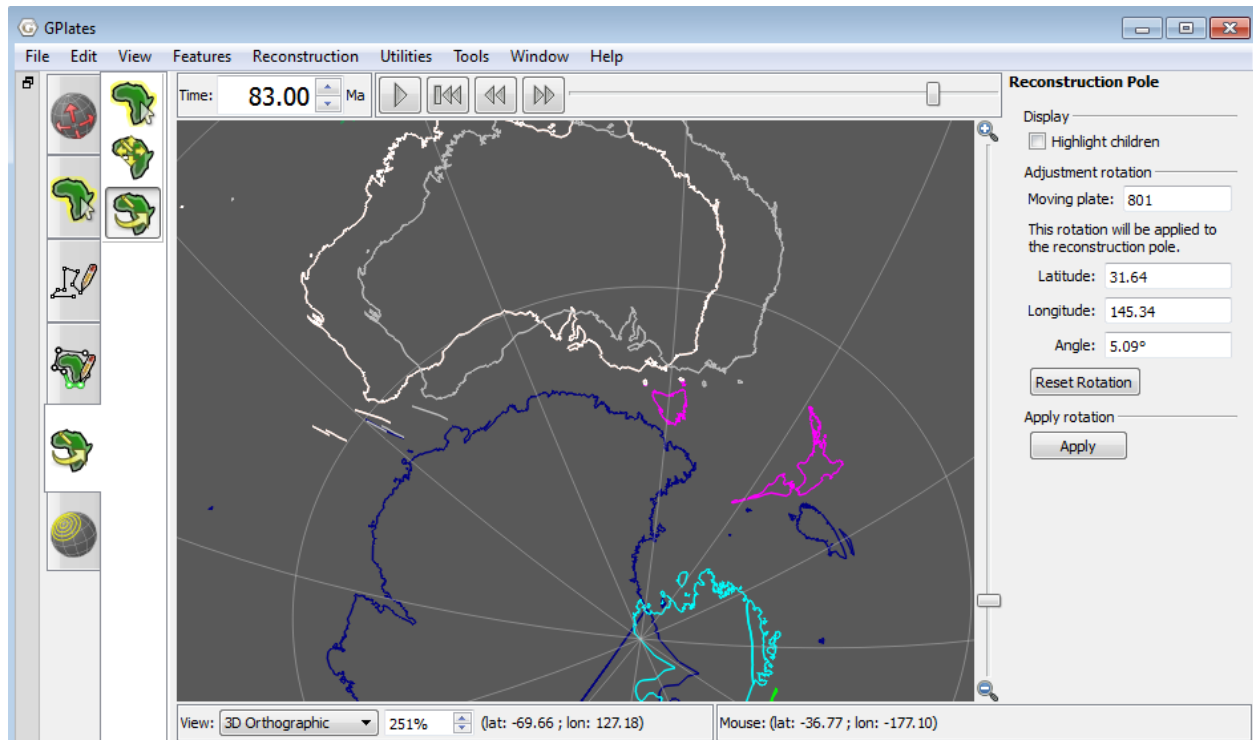 GPlates
File Edit View Features Reconstruction Utilities Tools Window Help
Time: 83.00 Ma
Reconstruction Pole
Display
Highlight children
Adjustment rotation
Moving plate: 801
This rotation will be applied to
the reconstruction pole.
Latitude: 31.64
Longitude: 145.34
Angle: 5.09°
Reset Rotation
Apply rotation
Apply
View: 3D Orthographic 251% (lat: -69.66 ; lon: 127.18) Mouse: (lat: -36.77 ; lon: -177.10)